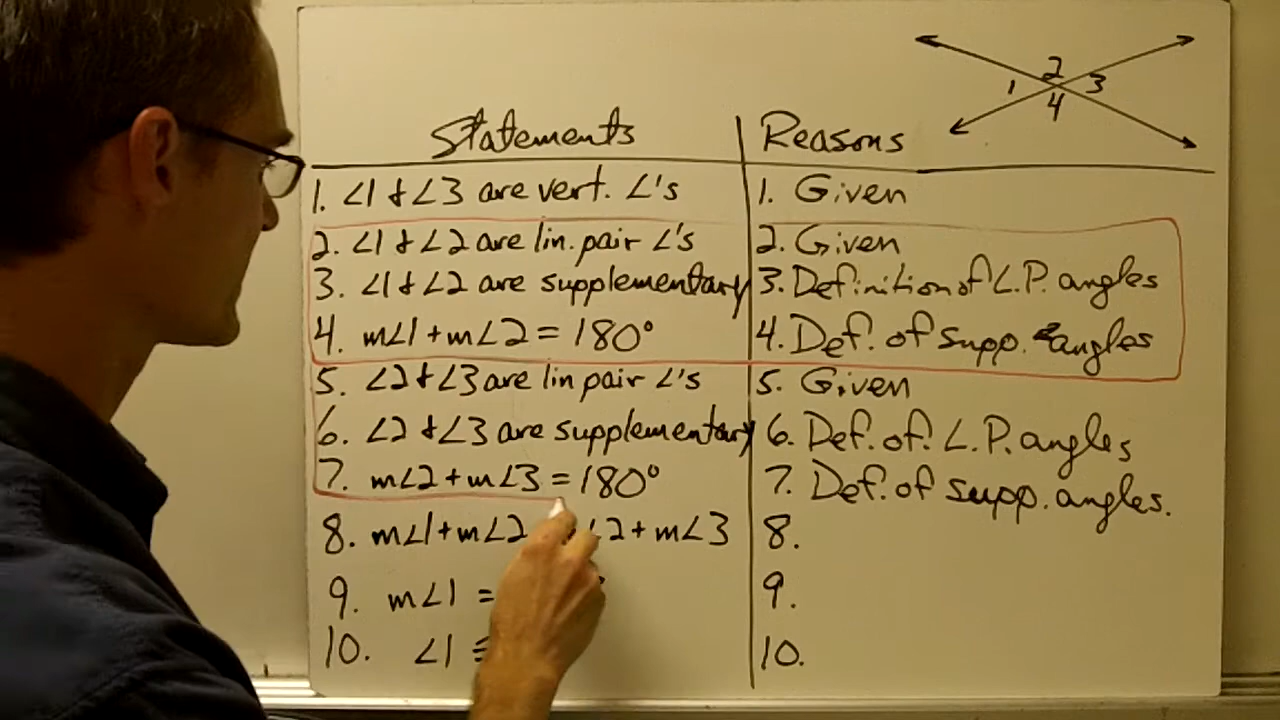 2
1 3
4
Statements Reasons
1. ∠1 & ∠3 are vert. ∠'s 1. Given
2. ∠1 & ∠2 are lin. pair ∠'s 2. Given
3. ∠1 & ∠2 are supplementary 3. Definition of L.P. angles
4. m∠1 + m∠2 = 180° 4. Def. of supp. angles
5. ∠2 & ∠3 are lin pair ∠'s 5. Given
6. ∠2 & ∠3 are supplementary 6. Def. of. L.P. angles
7. m∠2 + m∠3 = 180° 7. Def. of supp. angles.
8. m∠1 + m∠2 ∠2 + m∠3 8.
9. m∠1 = 9.
10. ∠1 10.